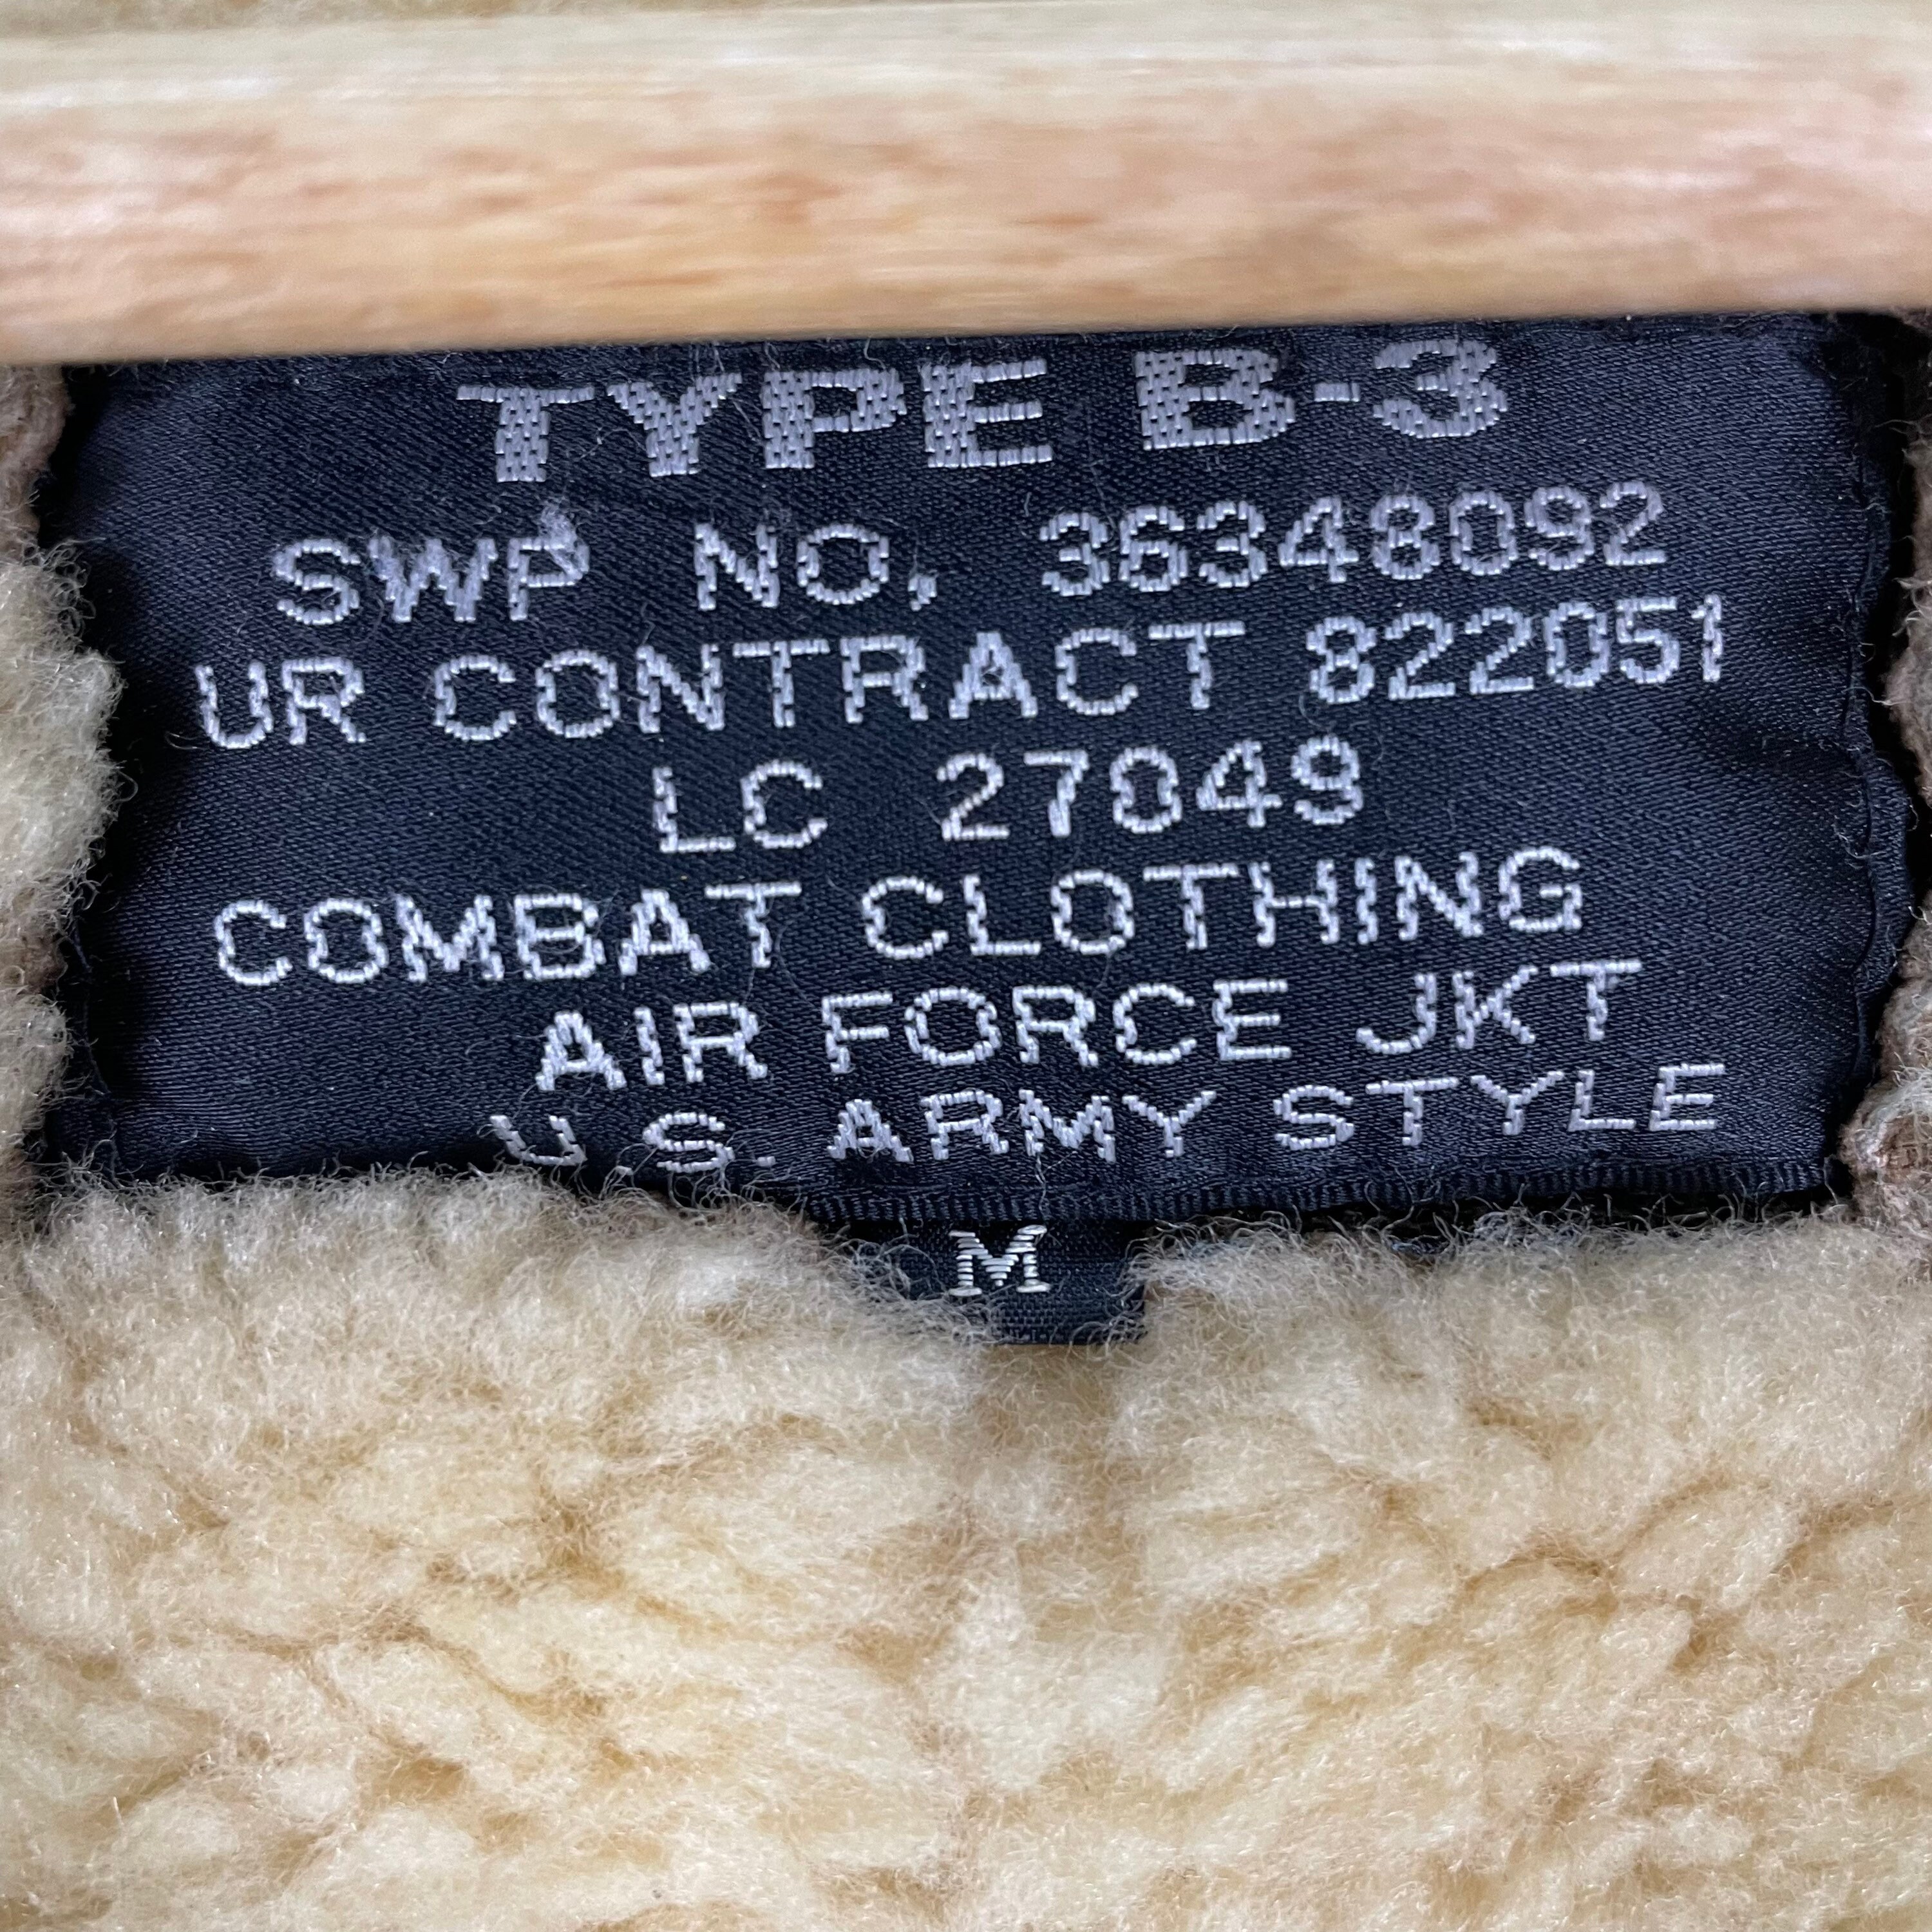 TYPE B-3
SWP NO, 36348092
UR CONTRACT 822051
LC 27049
COMBAT CLOTHING
AIR FORCE JKT
U.S. ARMY STYLE
M